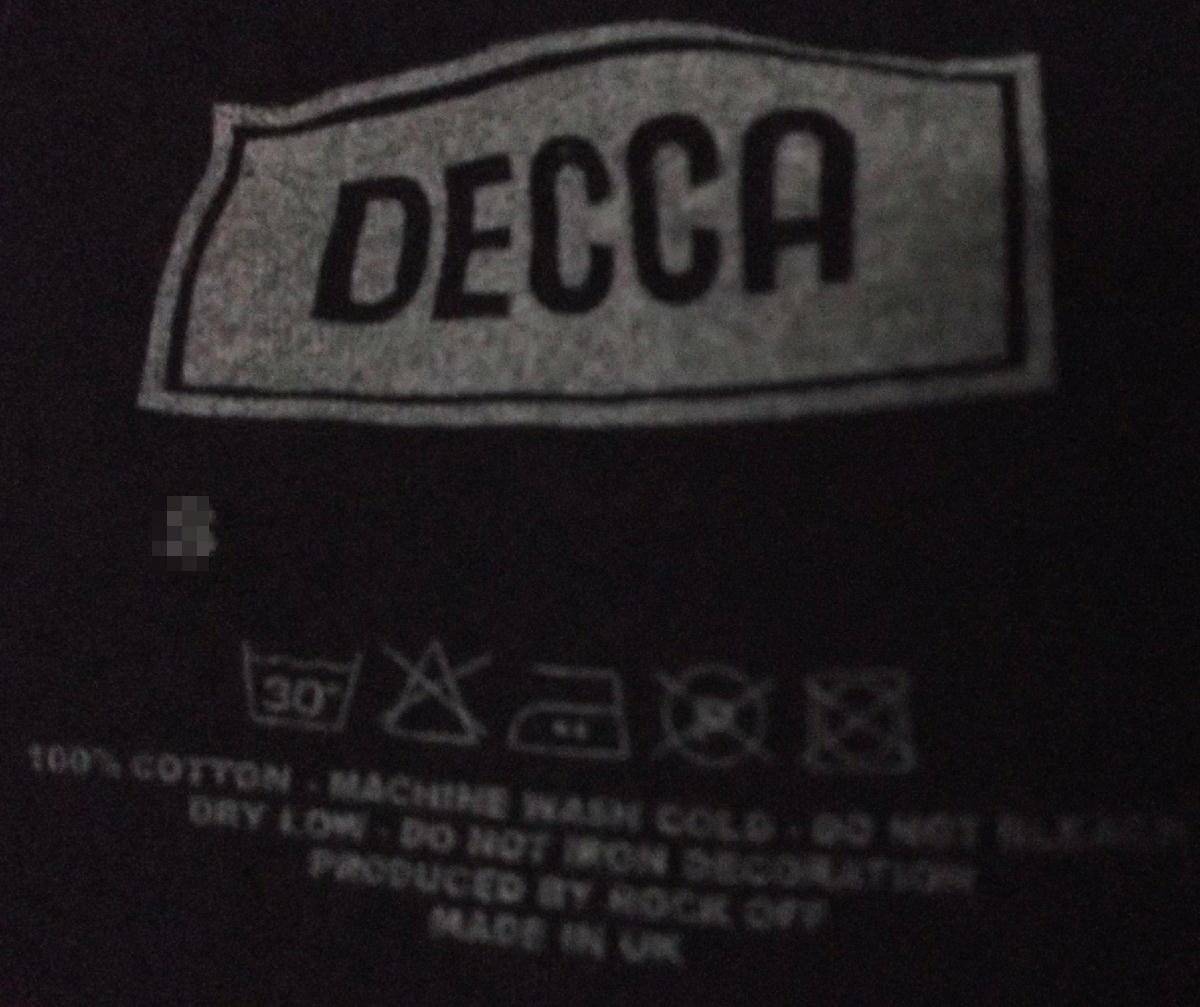 DECCA
30°
100% COTTON · MACHINE WASH COLD · DO NOT BLEACH
DRY LOW · DO NOT IRON DECORATION
PRODUCED BY ROCK OFF
MADE IN UK